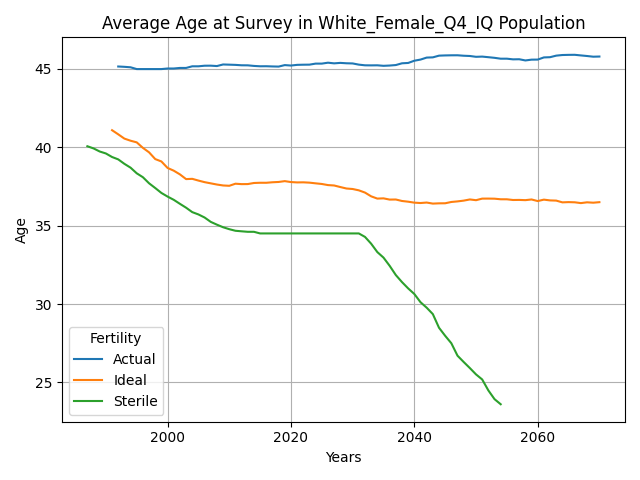 Average Age at Survey in White_Female_Q4_IQ Population
Age
45
40
35
30
25
Fertility
Actual
Ideal
Sterile
2000
2020
2040
2060
Years